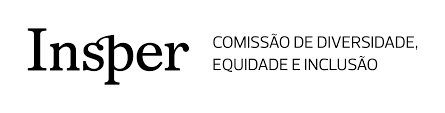 Insper
COMISSÃO DE DIVERSIDADE,
EQUIDADE E INCLUSÃO